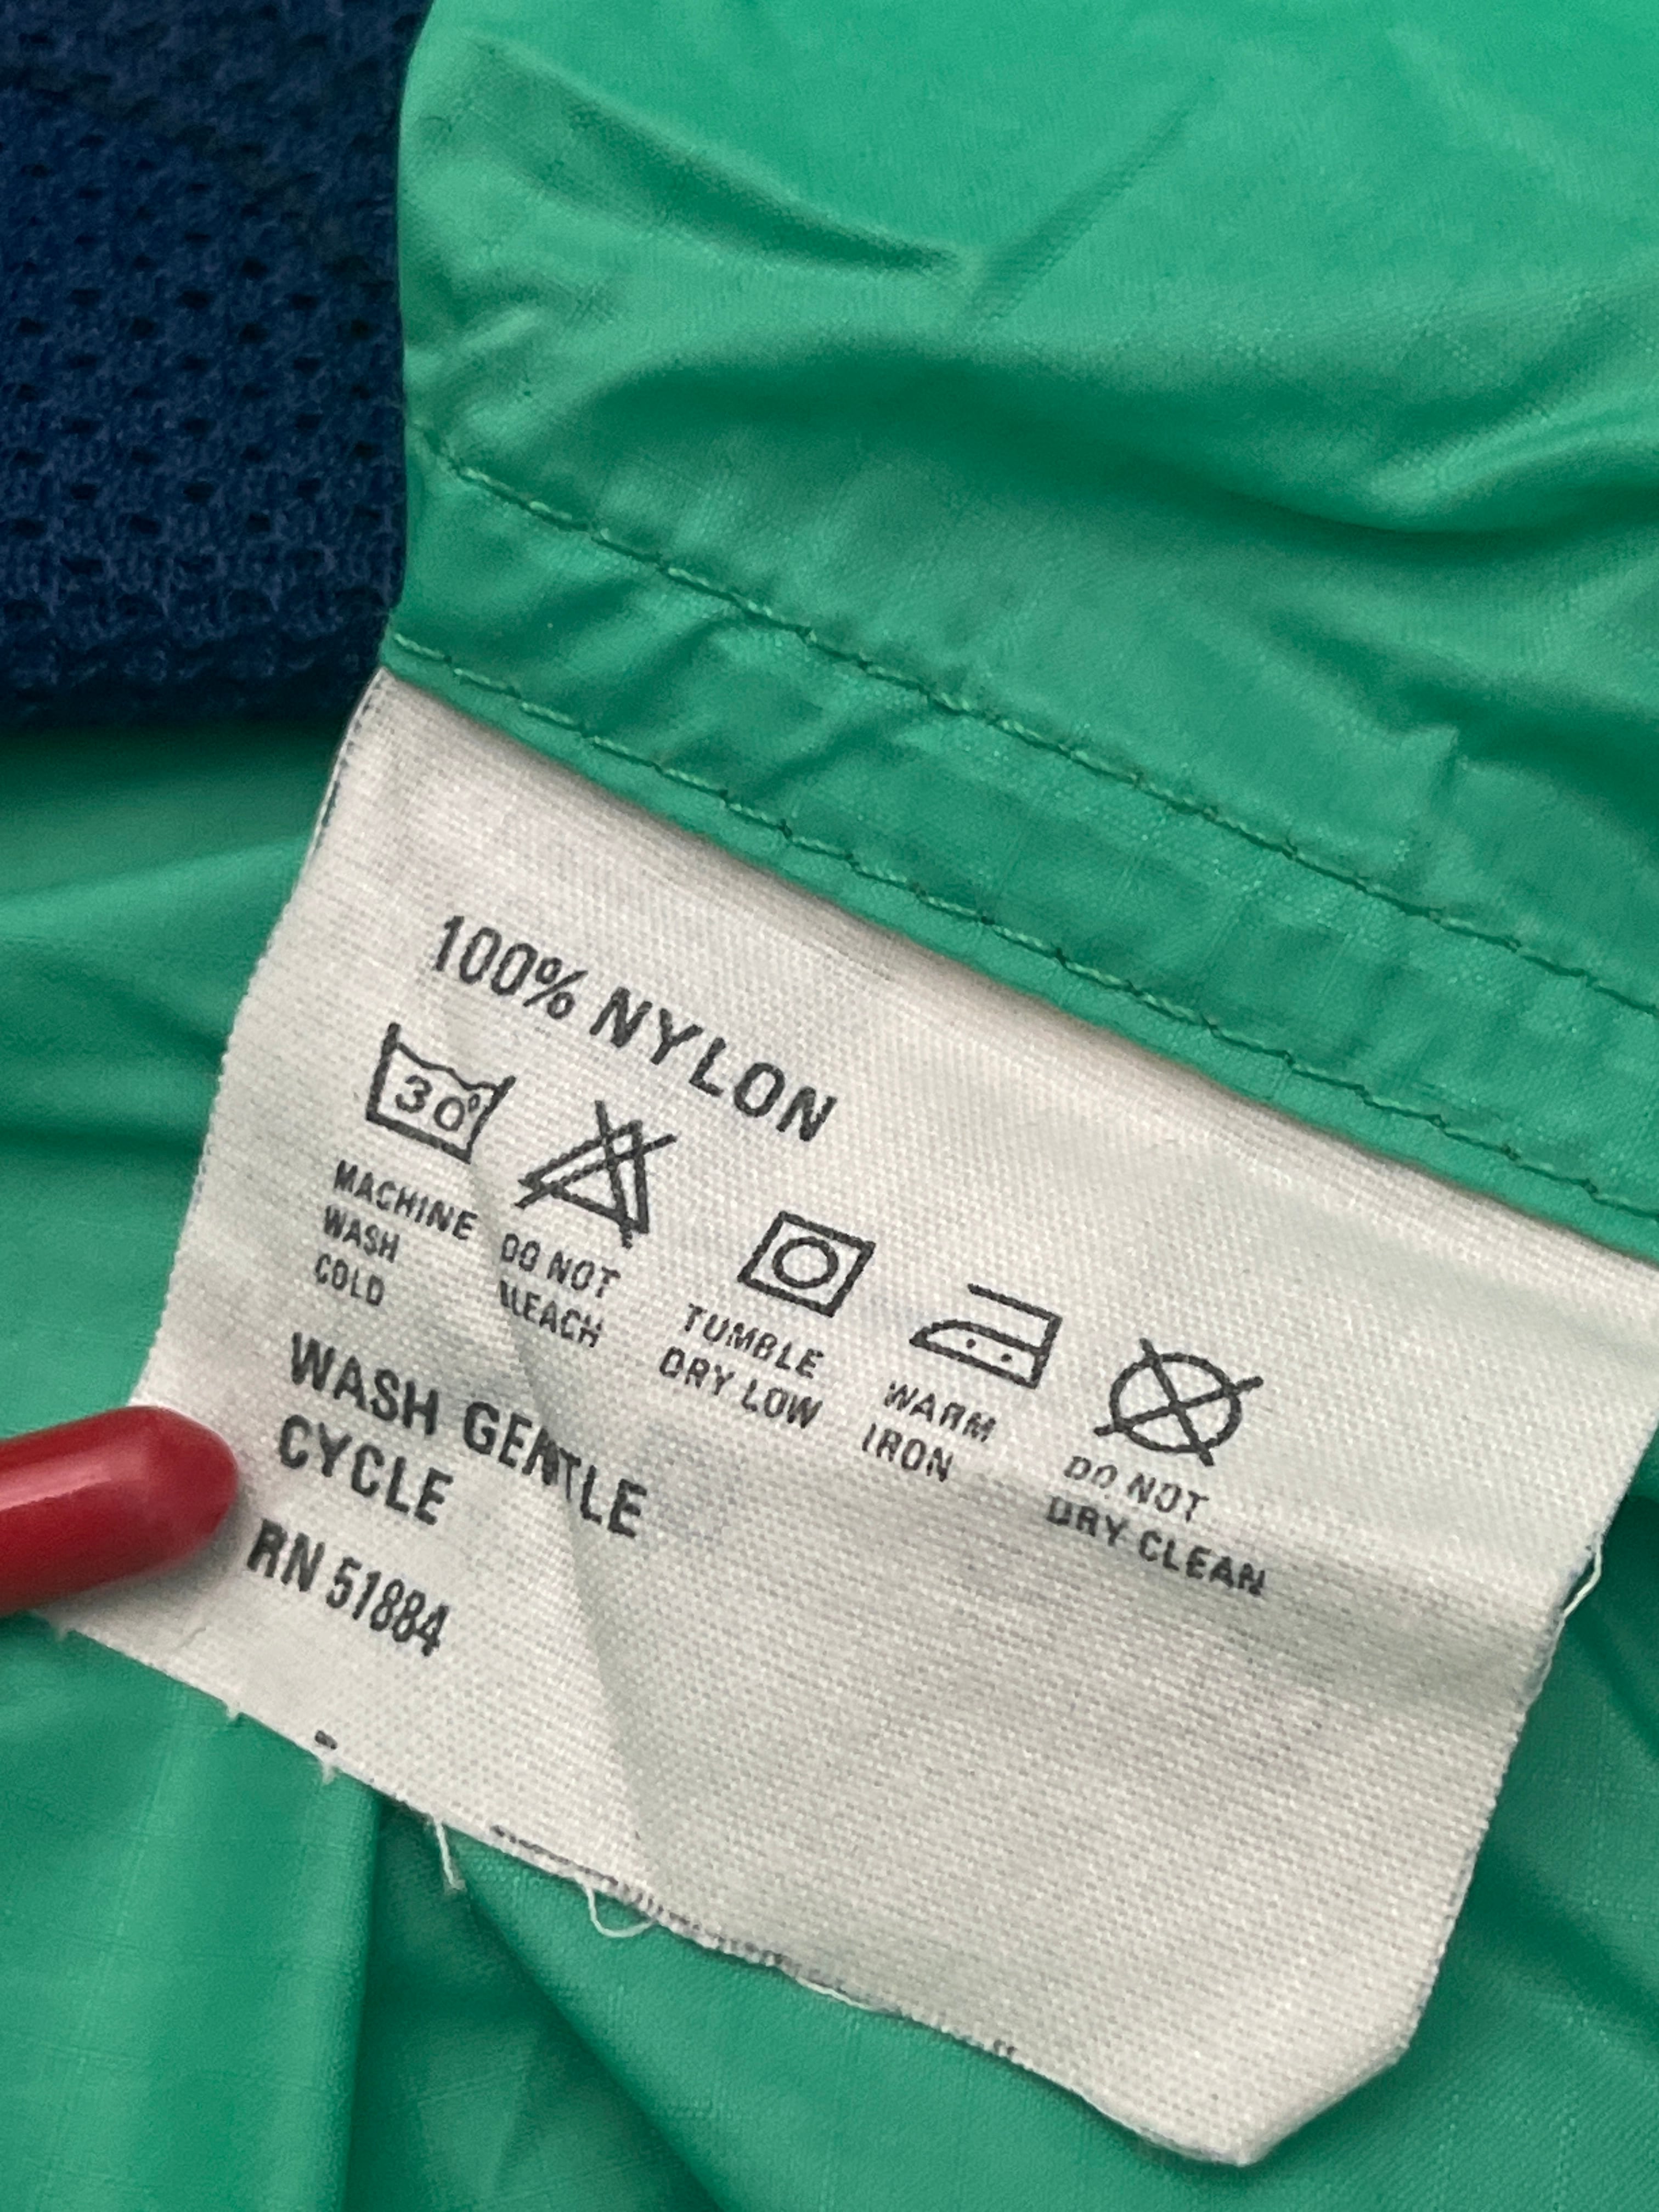 100% NYLON
30°
MACHINE
WASH
COLD
DO NOT
BLEACH
TUMBLE
DRY LOW
WARM
IRON
DO NOT
DRY CLEAN
WASH GENTLE
CYCLE
RN 51884